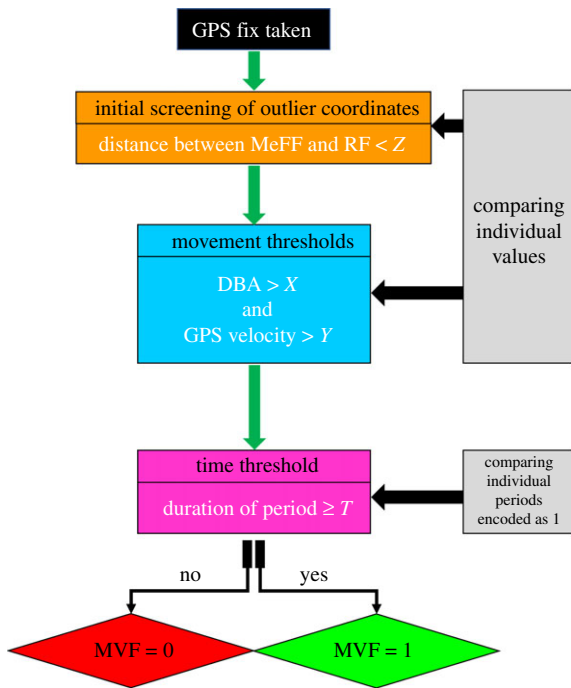 GPS fix taken
initial screening of outlier coordinates
distance between MeFF and RF < Z
comparing
individual
values
movement thresholds
DBA > X
and
GPS velocity > Y
time threshold
duration of period ≥ T
comparing
individual
periods
encoded as 1
no
yes
MVF = 0
MVF = 1